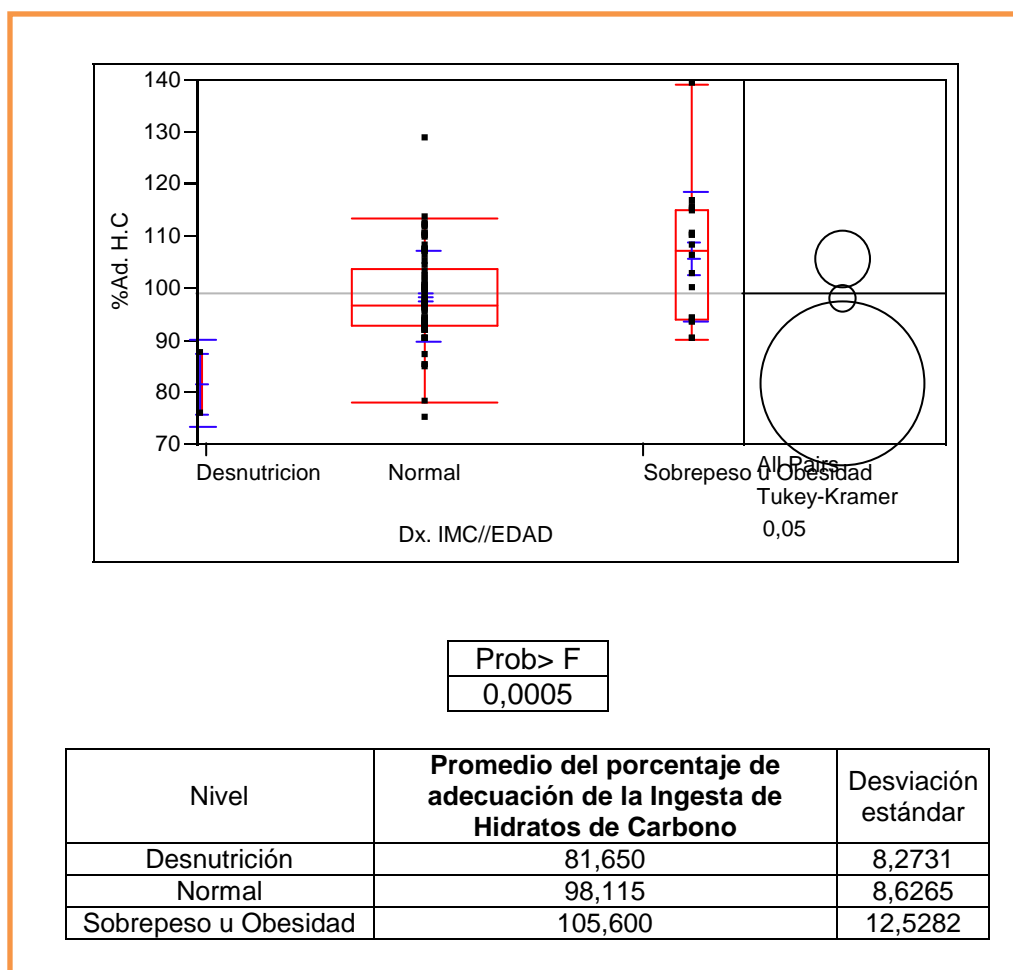 140
130
120
110
100
90
80
70
%Ad. H.C
Desnutricion Normal Sobrepeso u Obesidad
All Pairs
Tukey-Kramer
0,05
Dx. IMC//EDAD
Prob> F
0,0005
Nivel
Promedio del porcentaje de
adecuación de la Ingesta de
Hidratos de Carbono
Desviación
estándar
Desnutrición 81,650 8,2731
Normal 98,115 8,6265
Sobrepeso u Obesidad 105,600 12,5282